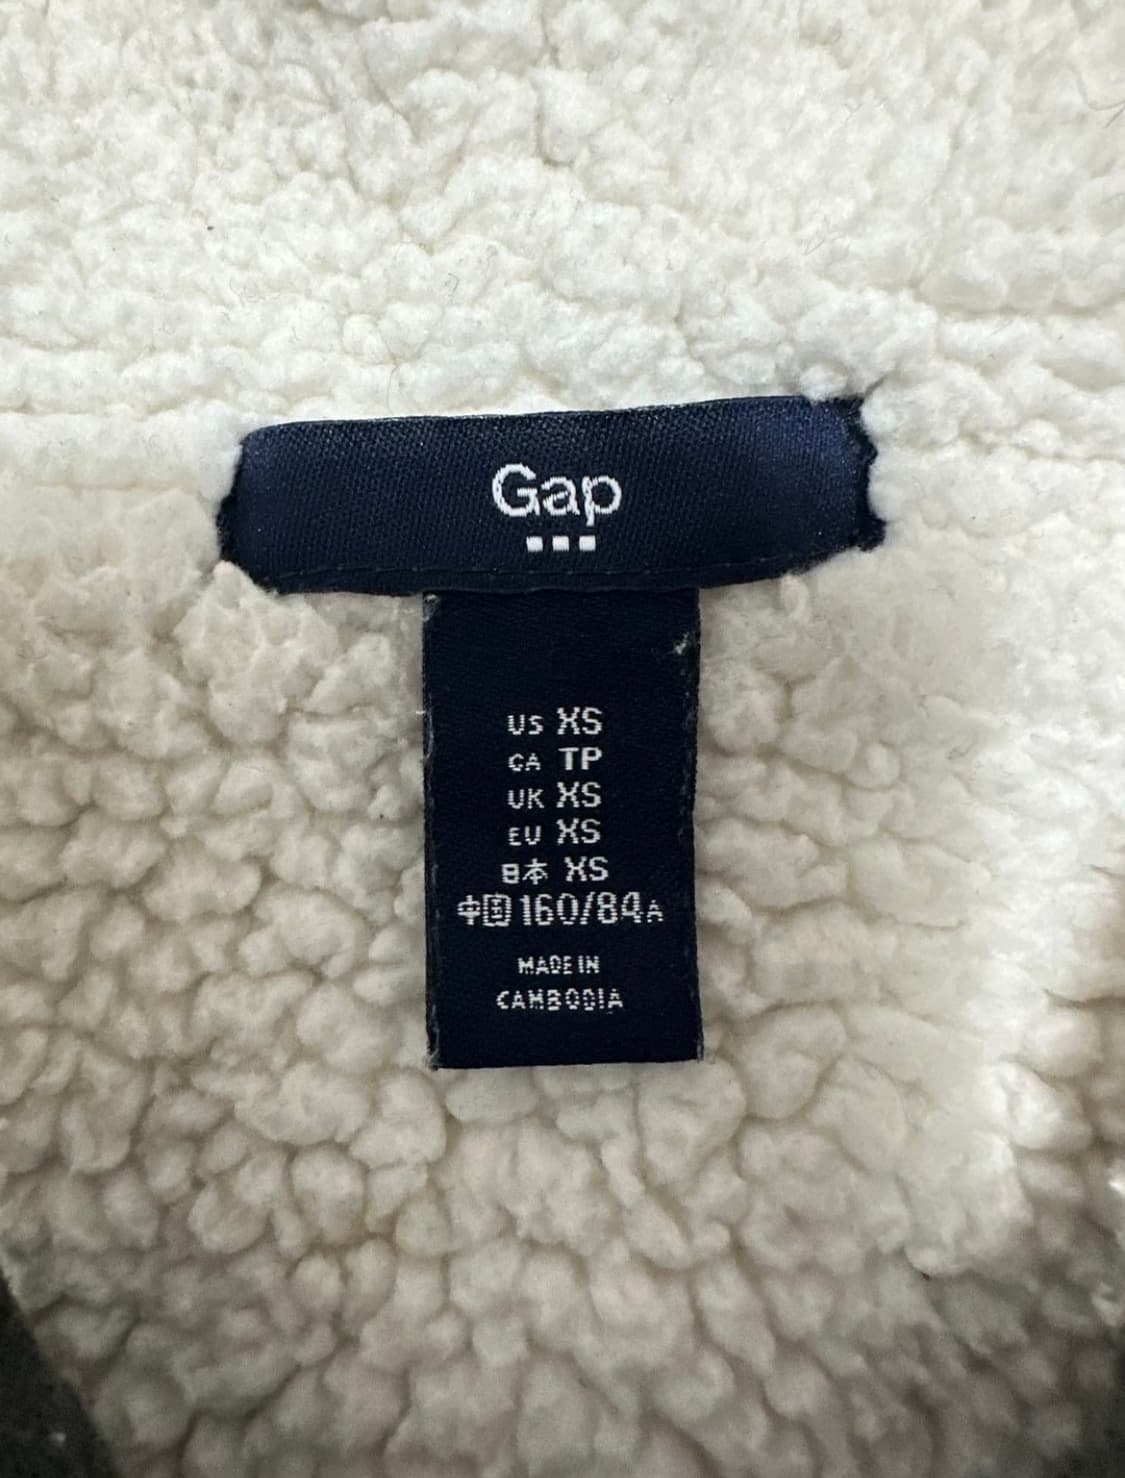 Gap
US XS
CA TP
UK XS
EU XS
日本 XS
中国 160/84A
MADE IN
CAMBODIA